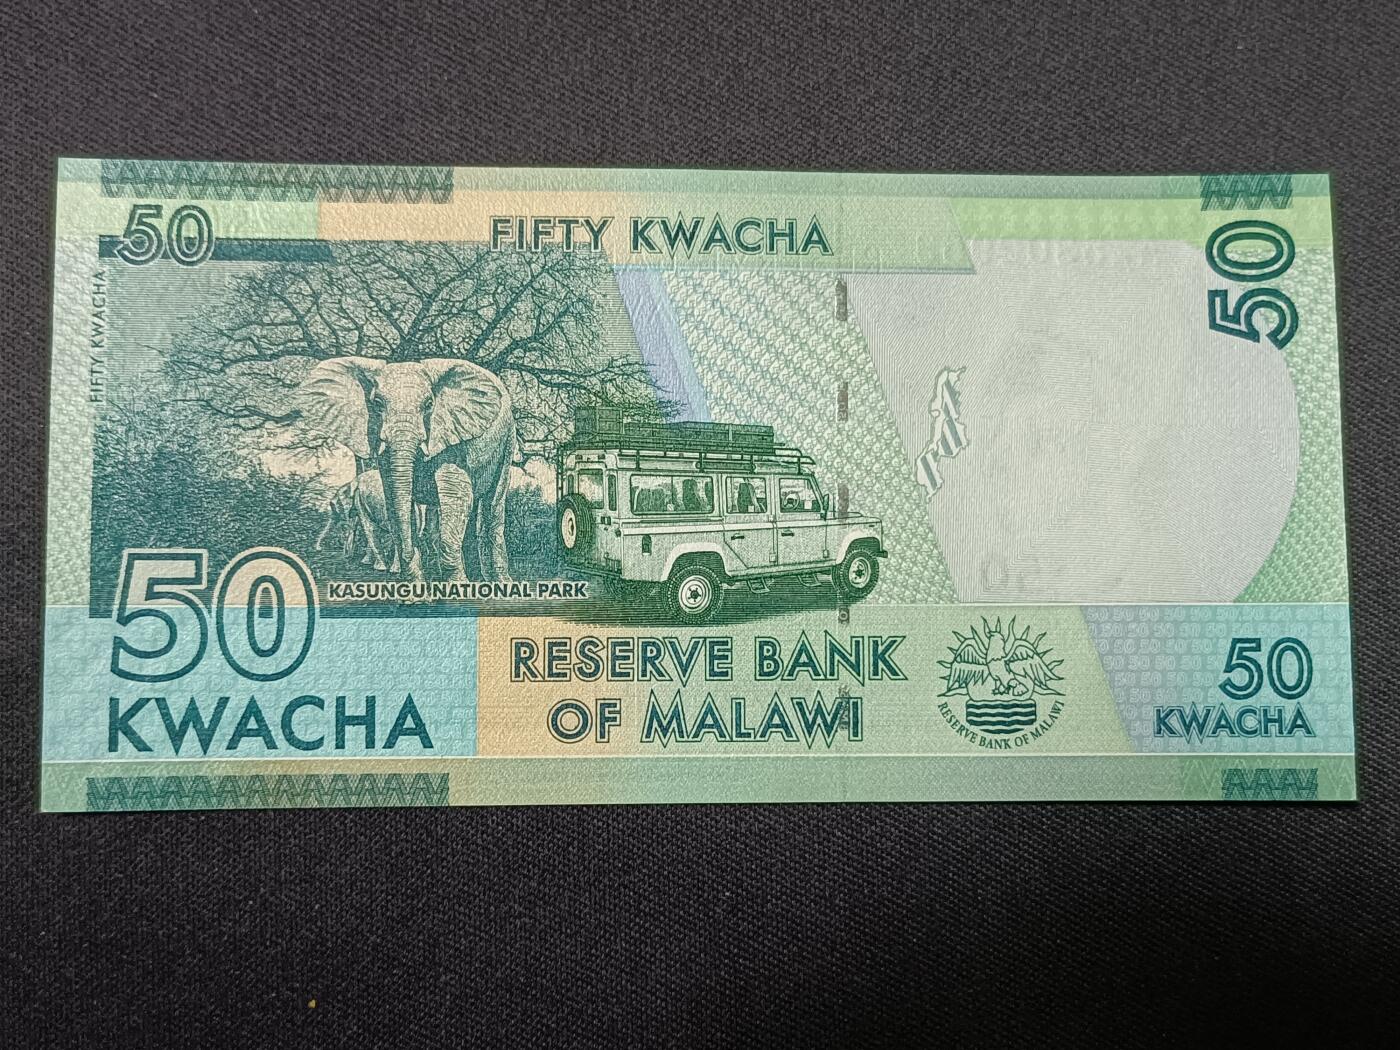 50
FIFTY KWACHA
50
FIFTY KWACHA
KASUNGU NATIONAL PARK
50
KWACHA
RESERVE BANK
OF MALAWI
RESERVE BANK OF MALAWI
50
KWACHA